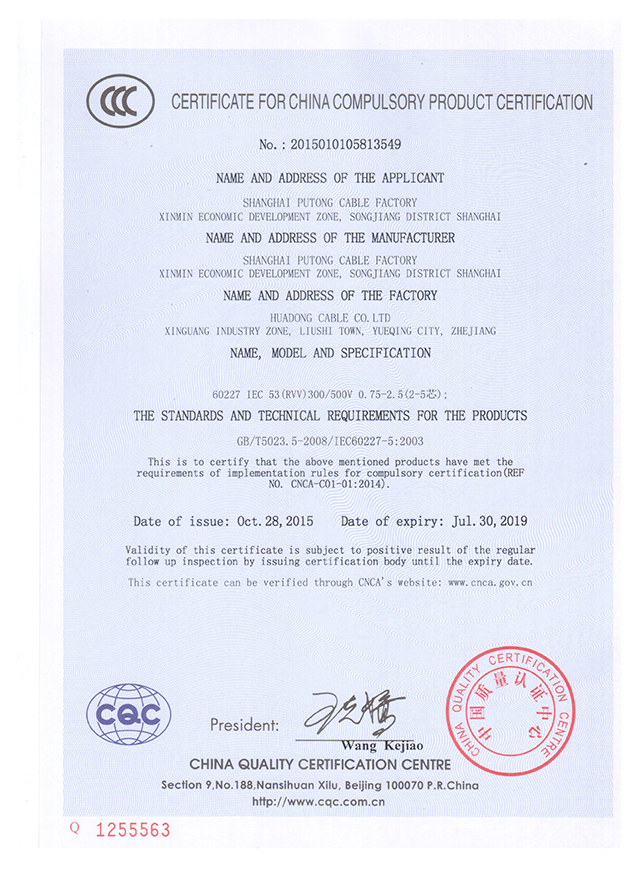 CCC
CERTIFICATE FOR CHINA COMPULSORY PRODUCT CERTIFICATION
No.: 2015010105813549
NAME AND ADDRESS OF THE APPLICANT
SHANGHAI PUTONG CABLE FACTORY
XINMIN ECONOMIC DEVELOPMENT ZONE, SONGJIANG DISTRICT SHANGHAI
NAME AND ADDRESS OF THE MANUFACTURER
SHANGHAI PUTONG CABLE FACTORY
XINMIN ECONOMIC DEVELOPMENT ZONE, SONGJIANG DISTRICT SHANGHAI
NAME AND ADDRESS OF THE FACTORY
HUADONG CABLE CO.LTD
XINGUANG INDUSTRY ZONE, LIUSHI TOWN, YUEQING CITY, ZHEJIANG
NAME, MODEL AND SPECIFICATION
60227 IEC 53(RVV)300/500V 0.75-2.5(2-5芯);
THE STANDARDS AND TECHNICAL REQUIREMENTS FOR THE PRODUCTS
GB/T5023.5-2008/IEC60227-5:2003
This is to certify that the above mentioned products have met the
requirements of implementation rules for compulsory certification(REF
NO. CNCA-C01-01:2014).
Date of issue: Oct.28,2015 Date of expiry: Jul.30,2019
Validity of this certificate is subject to positive result of the regular
follow up inspection by issuing certification body until the expiry date.
This certificate can be verified through CNCA's website: www.cnca.gov.cn
CQC
President:
Wang Kejiao
CHINA QUALITY CERTIFICATION CENTRE
中国质量认证中心
CHINA QUALITY CERTIFICATION CENTRE
Section 9,No.188,Nansihuan Xilu, Beijing 100070 P.R.China
http://www.cqc.com.cn
Q 1255563